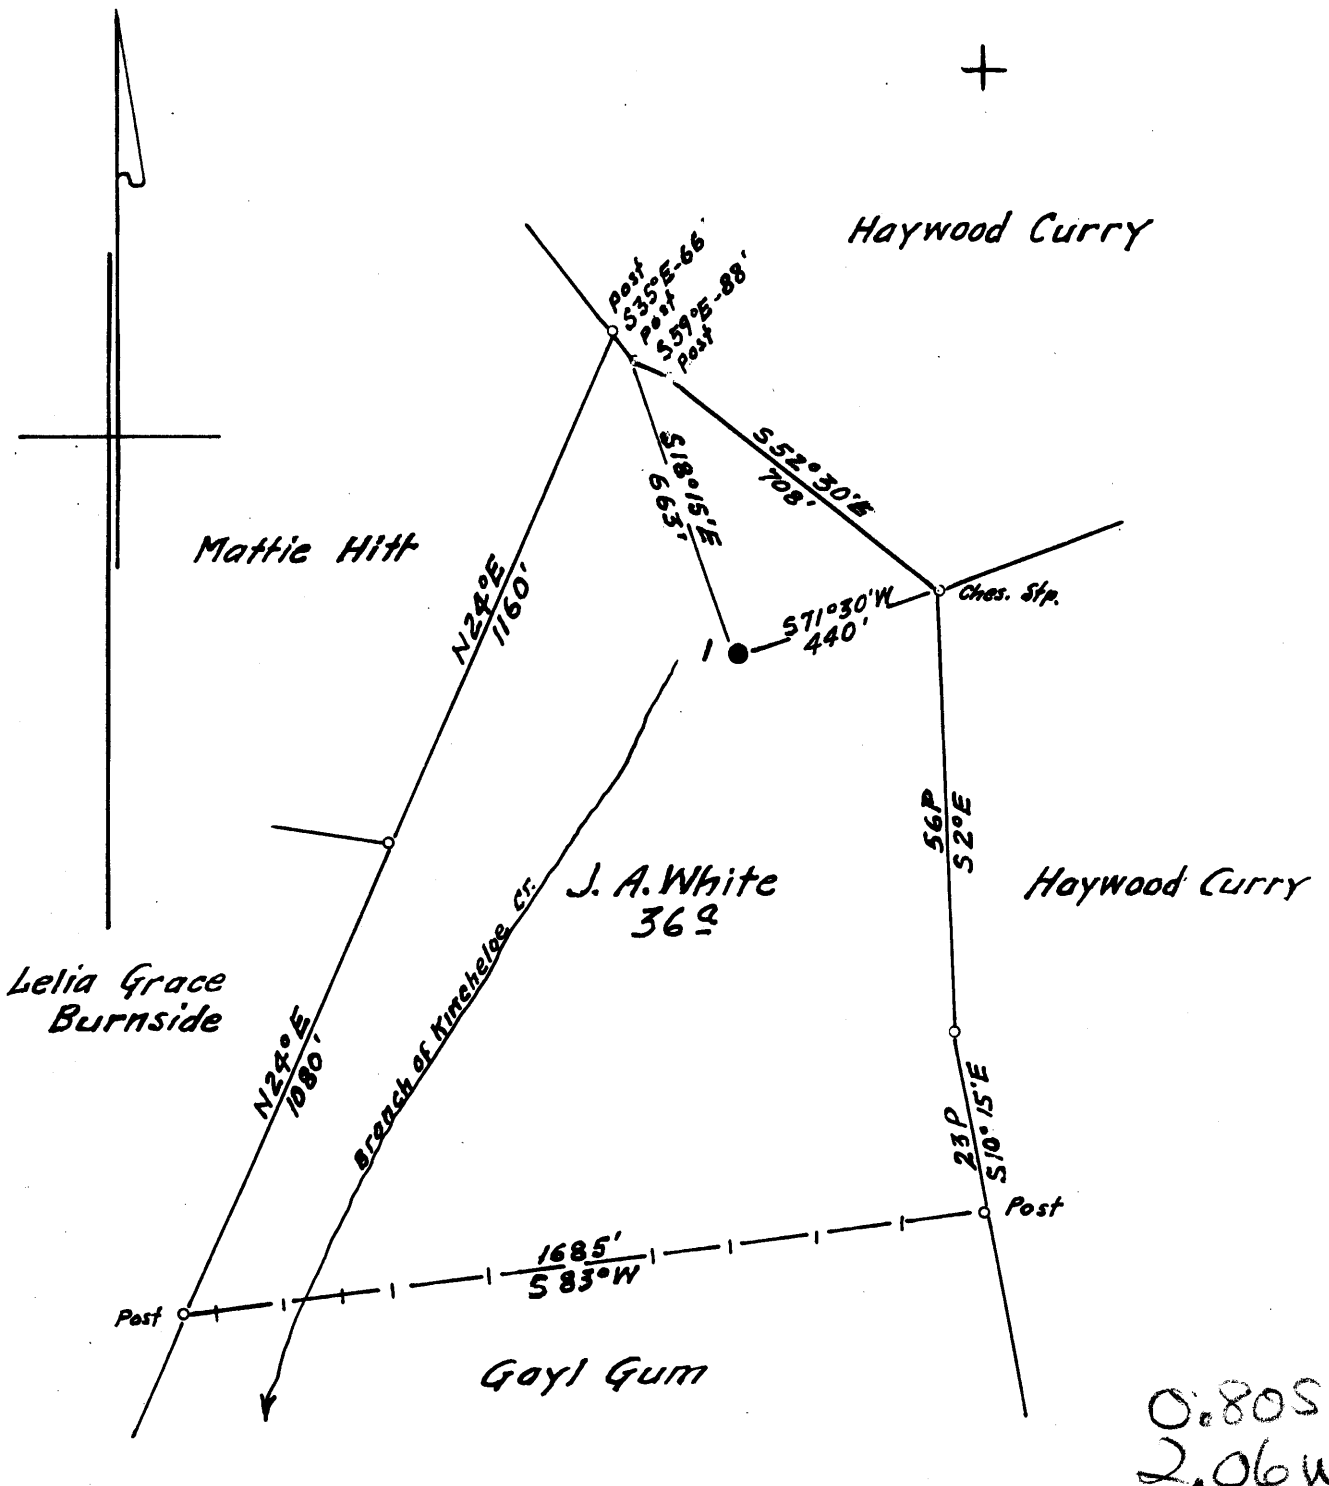 Haywood Curry
post
S35°E-66'
post
S59°E-88'
post
S52°30'E
708'
S18°15'E
663'
Mattie Hitt
N24°E
1160'
Ches. Stp.
S71°30'W
440'
1
56P
S2°E
J. A. White
36 a
Haywood Curry
Branch of Kincheloe Cr.
Lelia Grace
Burnside
N24°E
1080'
23P
S10°15'E
Post
1685'
S83°W
Post
Gayl Gum
0.80S
2.06W